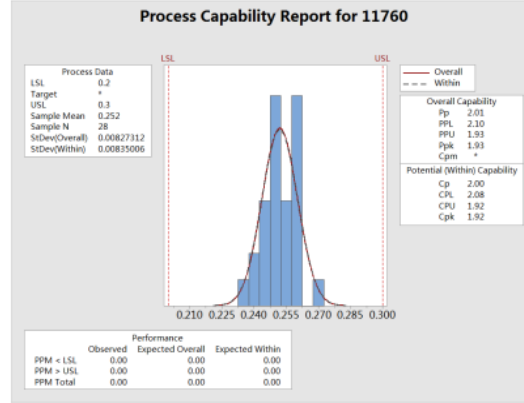 Process Capability Report for 11760
LSL USL
Process Data
LSL 0.2
Target *
USL 0.3
Sample Mean 0.252
Sample N 28
StDev(Overall) 0.00827312
StDev(Within) 0.00835006
Overall
Within
Overall Capability
Pp 2.01
PPL 2.10
PPU 1.93
Ppk 1.93
Cpm *
Potential (Within) Capability
Cp 2.00
CPL 2.08
CPU 1.92
Cpk 1.92
0.210 0.225 0.240 0.255 0.270 0.285 0.300
Performance
Observed Expected Overall Expected Within
PPM < LSL 0.00 0.00 0.00
PPM > USL 0.00 0.00 0.00
PPM Total 0.00 0.00 0.00